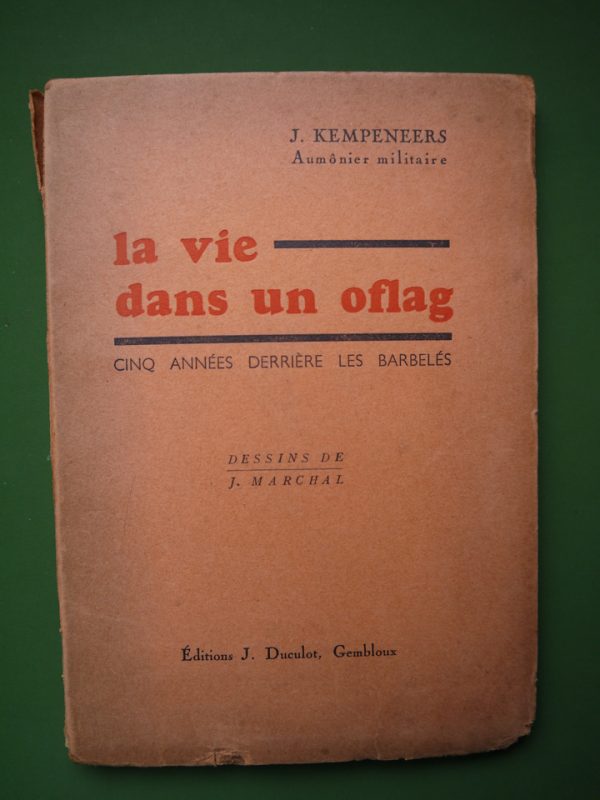 J. KEMPENEERS
Aumônier militaire
la vie
dans un oflag
CINQ ANNÉES DERRIÈRE LES BARBELÉS
DESSINS DE
J. MARCHAL
Éditions J. Duculot, Gembloux